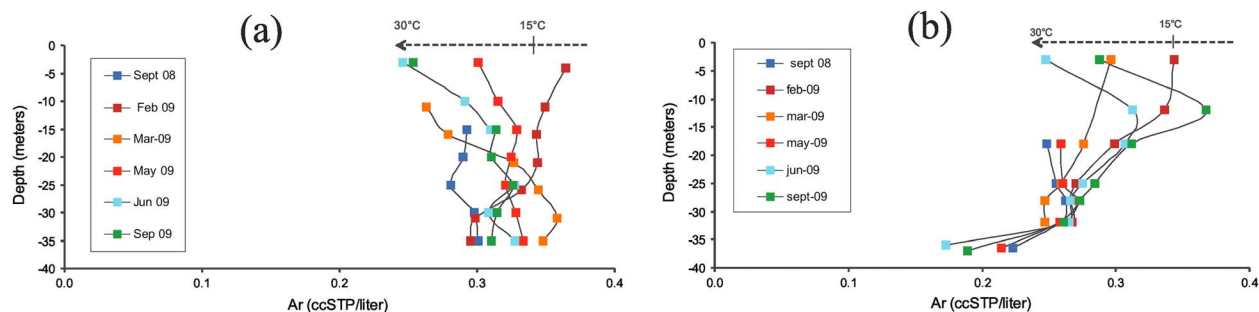 (a)
30°C
15°C
0
-5
-10
-15
-20
-25
-30
-35
-40
Depth (meters)
Sept 08
Feb 09
Mar-09
May 09
Jun 09
Sep 09
0.0
0.1
0.2
0.3
0.4
Ar (ccSTP/liter)
(b)
30°C
15°C
0
-5
-10
-15
-20
-25
-30
-35
-40
Depth (meters)
sept 08
feb-09
mar-09
may-09
jun-09
sept-09
0.0
0.1
0.2
0.3
0.4
Ar (ccSTP/liter)